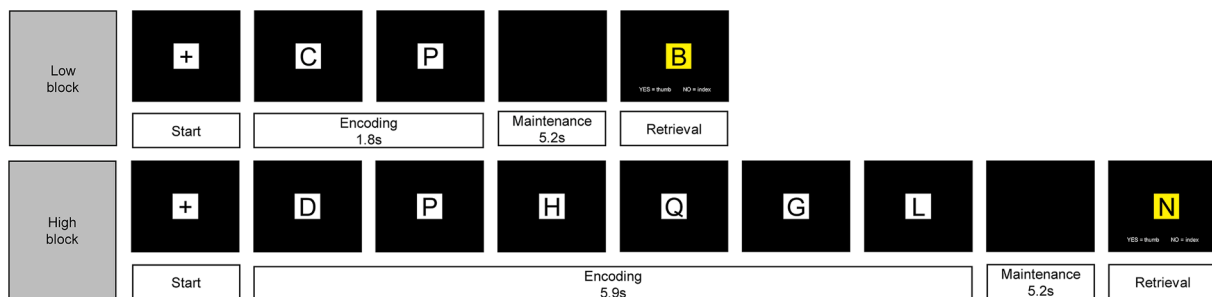 Low
block
+
C
P
B
YES = thumb NO = index
Start
Encoding
1.8s
Maintenance
5.2s
Retrieval
High
block
+
D
P
H
Q
G
L
N
YES = thumb NO = index
Start
Encoding
5.9s
Maintenance
5.2s
Retrieval